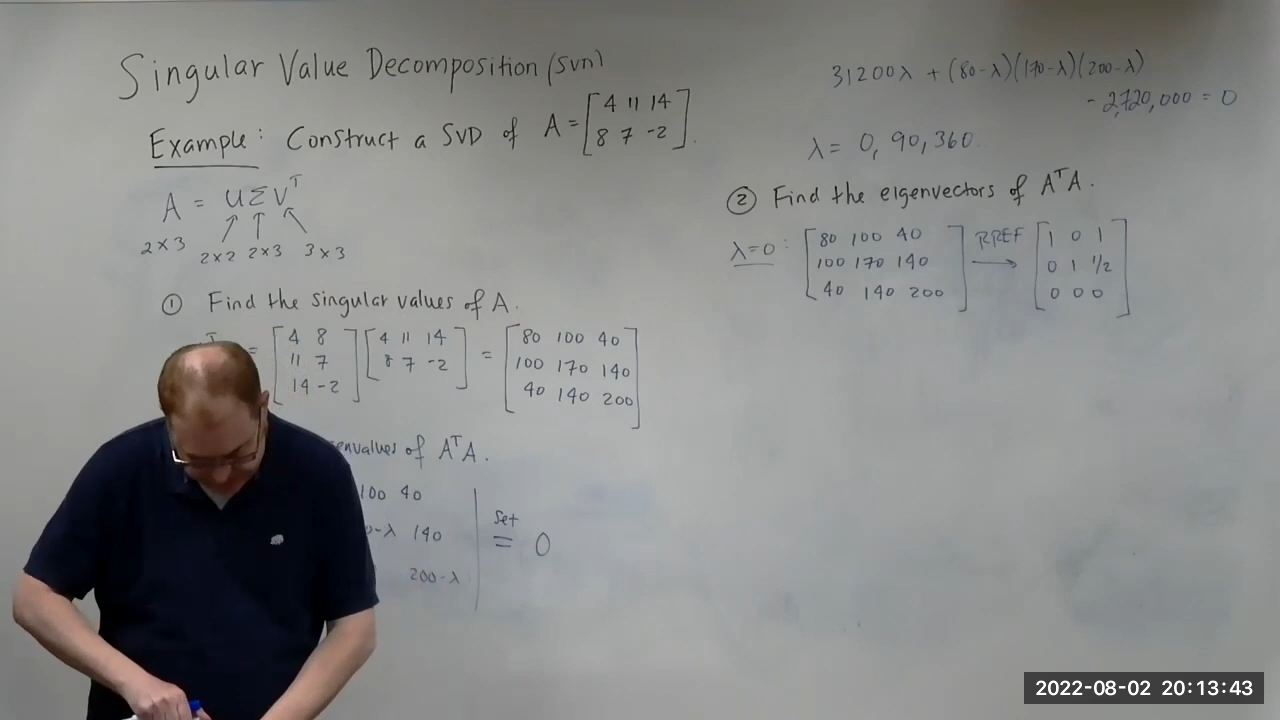 Singular Value Decomposition (SVD)
Example: Construct a SVD of A = [4 11 14
8 7 -2].
A = UΣV^T
2×3 2×2 2×3 3×3
① Find the singular values of A.
= [4 8
11 7
14 -2] [4 11 14
8 7 -2] = [80 100 40
100 170 140
40 140 200]
envalues of A^TA.
100 40
0-λ 140
200-λ | set
= 0
31200λ + (80-λ)(170-λ)(200-λ)
- 2,720,000 = 0
λ = 0, 90, 360.
② Find the eigenvectors of A^TA.
λ=0: [80 100 40
100 170 140
40 140 200] RREF → [1 0 1
0 1 1/2
0 0 0]
2022-08-02 20:13:43